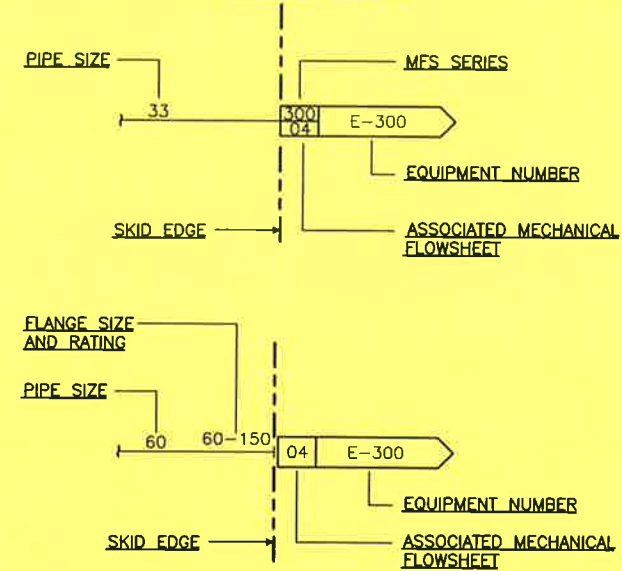 PIPE SIZE
MFS SERIES
33
300
04
E-300
EQUIPMENT NUMBER
SKID EDGE
ASSOCIATED MECHANICAL
FLOWSHEET
FLANGE SIZE
AND RATING
PIPE SIZE
60
60-150
04
E-300
EQUIPMENT NUMBER
SKID EDGE
ASSOCIATED MECHANICAL
FLOWSHEET